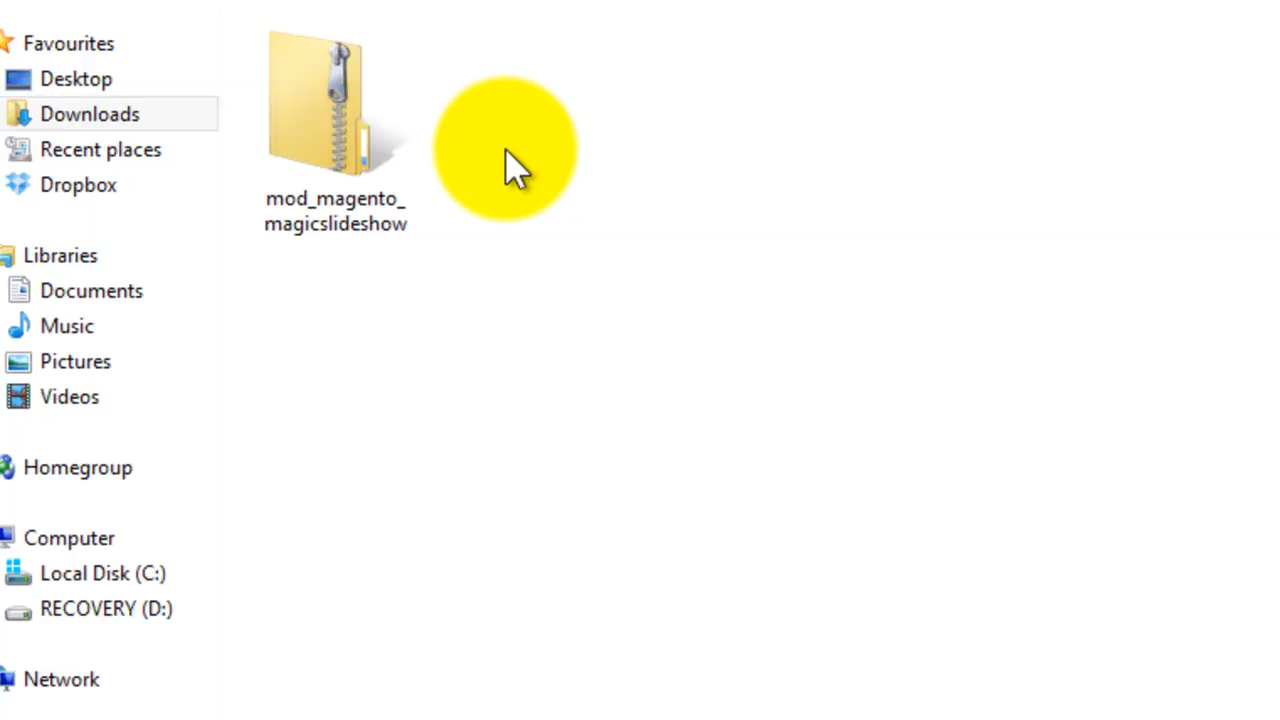 Favourites
Desktop
Downloads
Recent places
Dropbox
Libraries
Documents
Music
Pictures
Videos
Homegroup
Computer
Local Disk (C:)
RECOVERY (D:)
Network
mod_magento_
magicslideshow